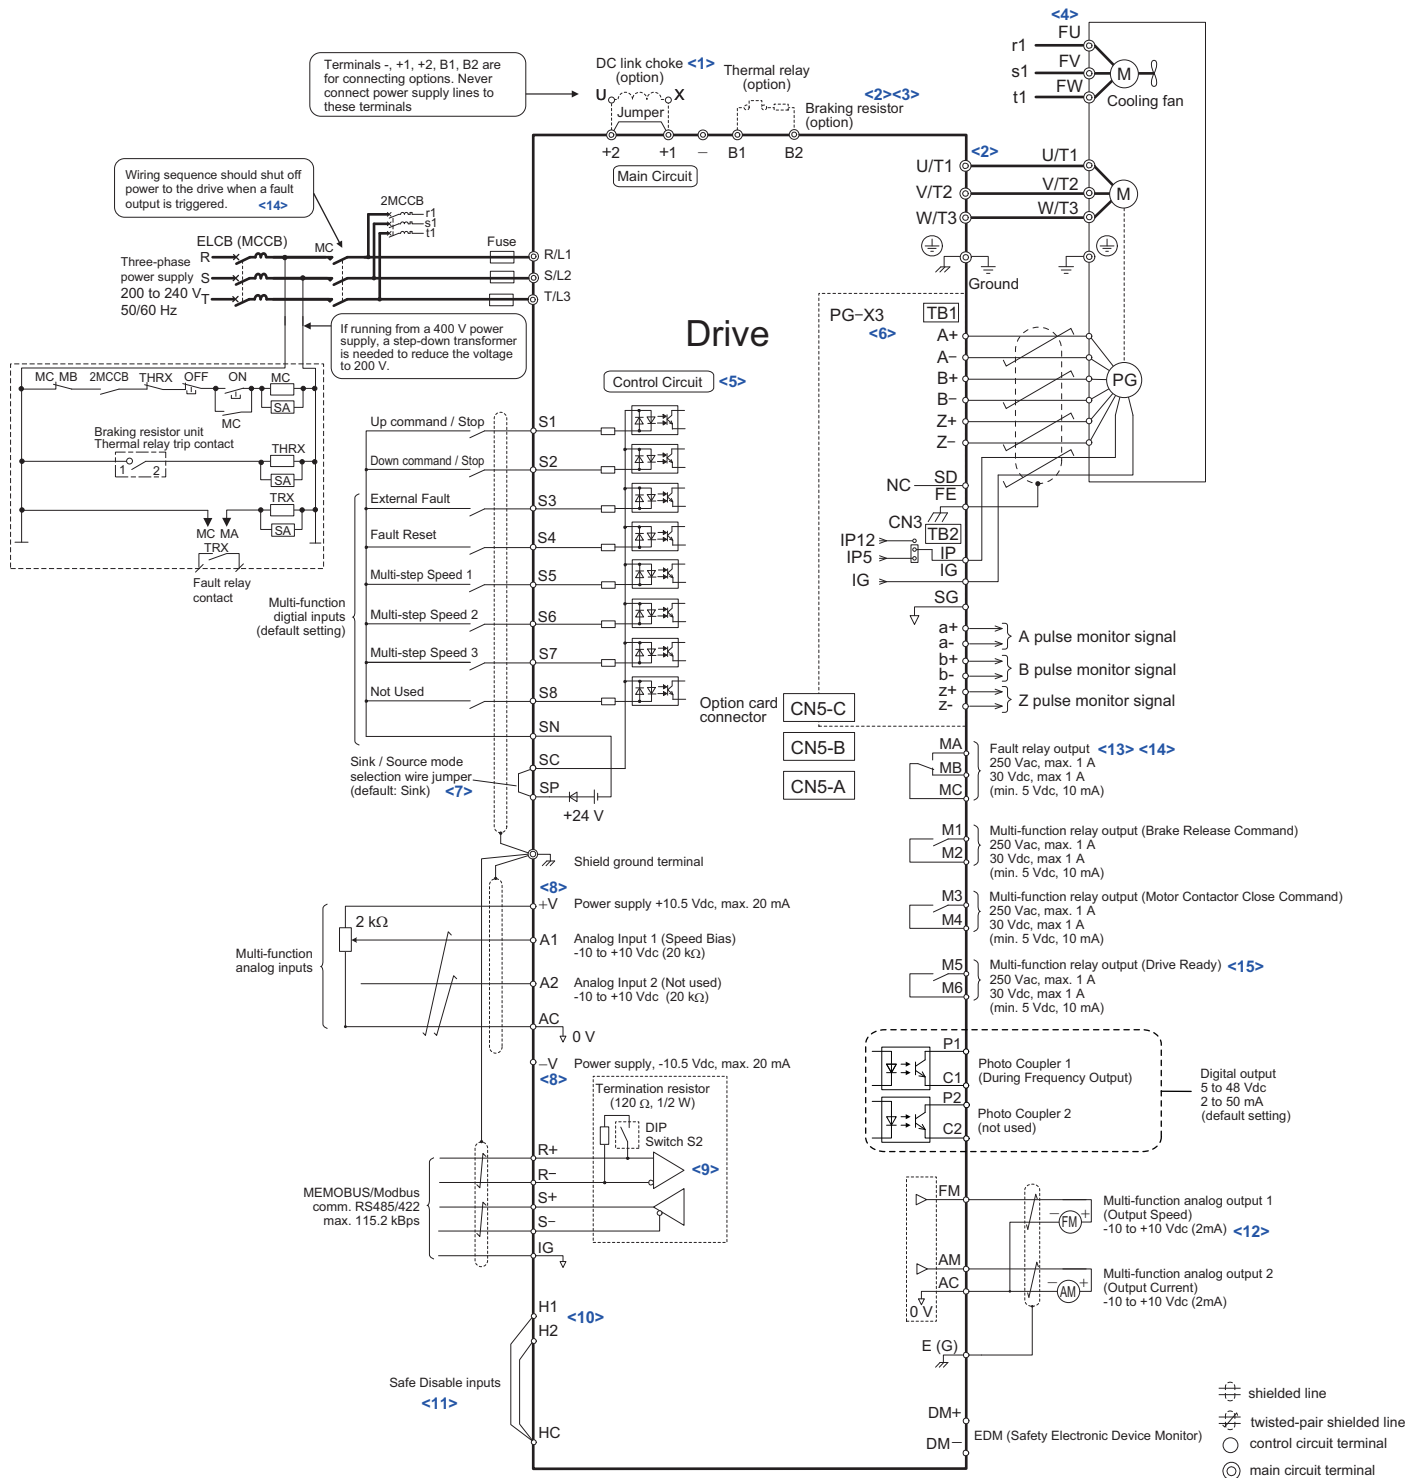 <4>
FU
r1
FV
s1
M
FW
t1
Cooling fan
Terminals -, +1, +2, B1, B2 are
for connecting options. Never
connect power supply lines to
these terminals
DC link choke <1>
(option)
U X
Jumper
Thermal relay
(option)
<2><3>
Braking resistor
(option)
+2 +1 – B1 B2
Main Circuit
<2>
U/T1 U/T1
V/T2 V/T2 M
W/T3 W/T3
Ground
Wiring sequence should shut off
power to the drive when a fault
output is triggered. <14>
2MCCB
r1
s1
t1
ELCB (MCCB)
MC
Fuse
Three-phase
power supply
200 to 240 V
50/60 Hz
R
S
T
R/L1
S/L2
T/L3
If running from a 400 V power
supply, a step-down transformer
is needed to reduce the voltage
to 200 V.
Drive
PG-X3
<6>
TB1
A+
A−
B+
B−
Z+
Z−
PG
NC
SD
FE
CN3
TB2
IP12
IP5
IP
IG
IG
SG
a+
a-
A pulse monitor signal
b+
b-
B pulse monitor signal
z+
z-
Z pulse monitor signal
MC MB 2MCCB THRX OFF ON MC
SA
MC
Braking resistor unit
Thermal relay trip contact
1 2
THRX
SA
TRX
MC MA
SA
TRX
Fault relay
contact
Control Circuit <5>
Up command / Stop S1
Down command / Stop S2
External Fault S3
Fault Reset S4
Multi-step Speed 1 S5
Multi-function
digtial inputs
(default setting)
Multi-step Speed 2 S6
Multi-step Speed 3 S7
Not Used S8
SN
SC
SP
Sink / Source mode
selection wire jumper
(default: Sink) <7>
+24 V
Option card
connector
CN5-C
CN5-B
CN5-A
MA
MB
MC
Fault relay output <13> <14>
250 Vac, max. 1 A
30 Vdc, max 1 A
(min. 5 Vdc, 10 mA)
M1
M2
Multi-function relay output (Brake Release Command)
250 Vac, max. 1 A
30 Vdc, max 1 A
(min. 5 Vdc, 10 mA)
M3
M4
Multi-function relay output (Motor Contactor Close Command)
250 Vac, max. 1 A
30 Vdc, max 1 A
(min. 5 Vdc, 10 mA)
M5
M6
Multi-function relay output (Drive Ready) <15>
250 Vac, max. 1 A
30 Vdc, max 1 A
(min. 5 Vdc, 10 mA)
Shield ground terminal
<8>
+V Power supply +10.5 Vdc, max. 20 mA
2 kΩ
Multi-function
analog inputs
A1 Analog Input 1 (Speed Bias)
-10 to +10 Vdc (20 kΩ)
A2 Analog Input 2 (Not used)
-10 to +10 Vdc (20 kΩ)
AC
0 V
−V Power supply, -10.5 Vdc, max. 20 mA
<8>
P1
C1
Photo Coupler 1
(During Frequency Output)
P2
C2
Photo Coupler 2
(not used)
Digital output
5 to 48 Vdc
2 to 50 mA
(default setting)
Termination resistor
(120 Ω, 1/2 W)
DIP
Switch S2
<9>
MEMOBUS/Modbus
comm. RS485/422
max. 115.2 kBps
R+
R−
S+
S−
IG
FM
− FM +
Multi-function analog output 1
(Output Speed)
-10 to +10 Vdc (2mA) <12>
AM
AC
0 V
− AM +
Multi-function analog output 2
(Output Current)
-10 to +10 Vdc (2mA)
E (G)
H1
<10>
H2
Safe Disable inputs
<11>
HC
DM+
DM−
EDM (Safety Electronic Device Monitor)
shielded line
twisted-pair shielded line
control circuit terminal
main circuit terminal